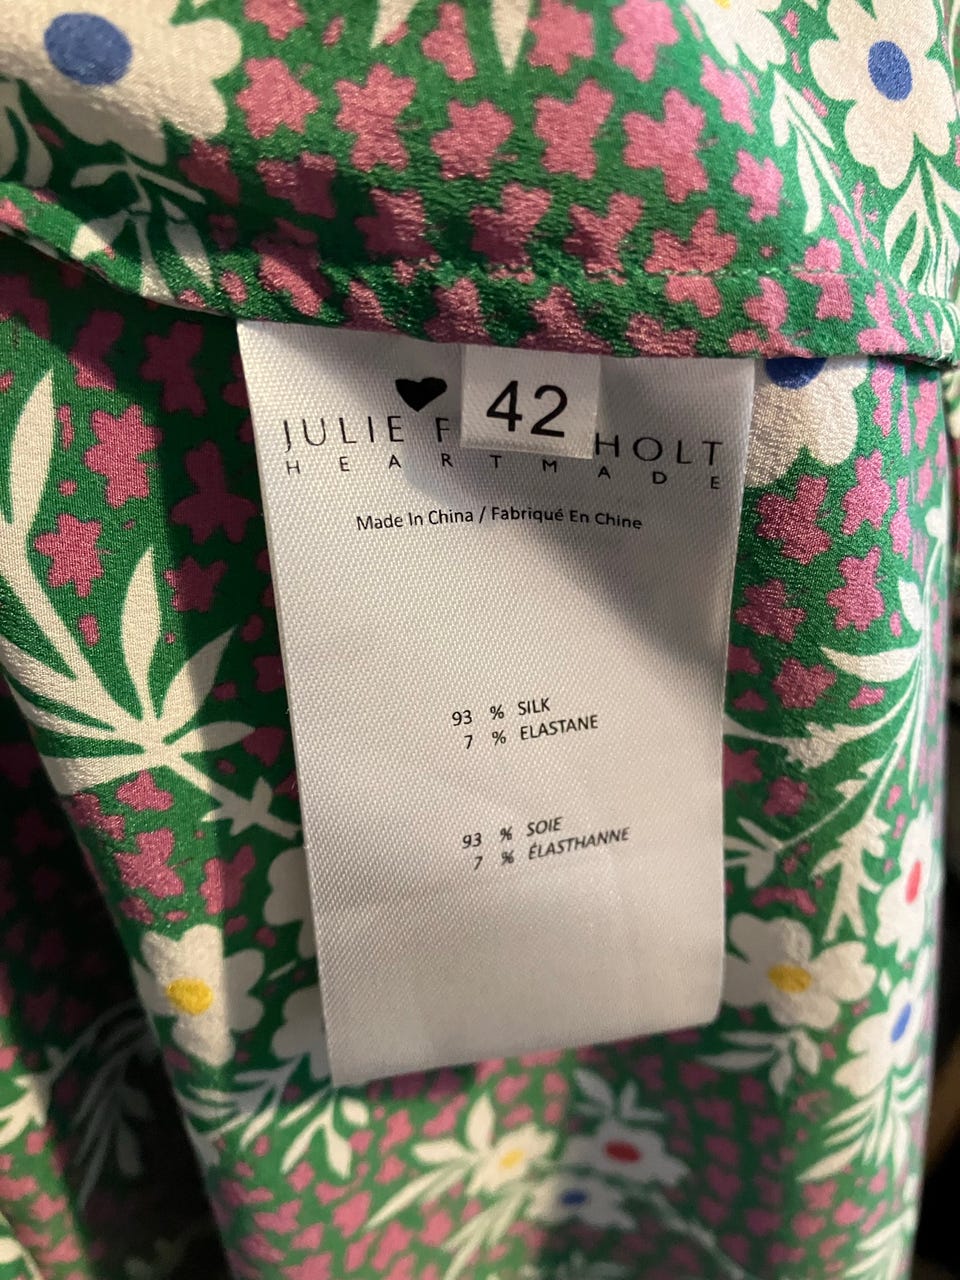 42
JULIE F HOLT
HEARTMADE
Made In China / Fabriqué En Chine
93 % SILK
7 % ELASTANE
93 % SOIE
7 % ÉLASTHANNE